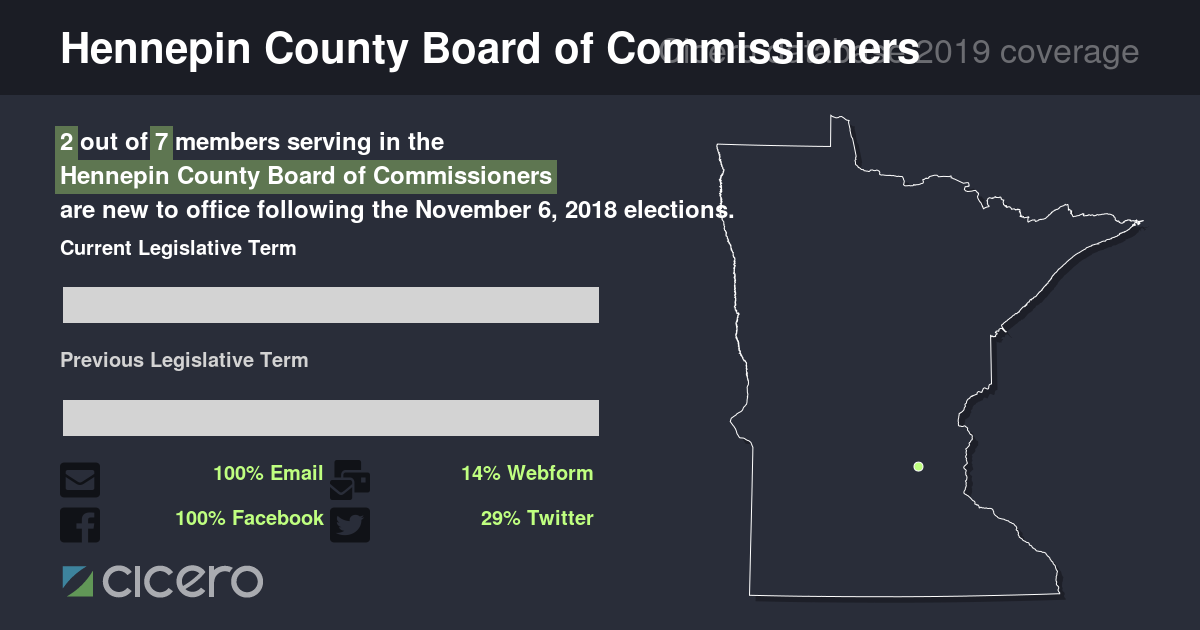 Hennepin County Board of Commissioners
Cicero database 2019 coverage
2 out of 7 members serving in the
Hennepin County Board of Commissioners
are new to office following the November 6, 2018 elections.
Current Legislative Term
Previous Legislative Term
100% Email
14% Webform
100% Facebook
29% Twitter
cicero